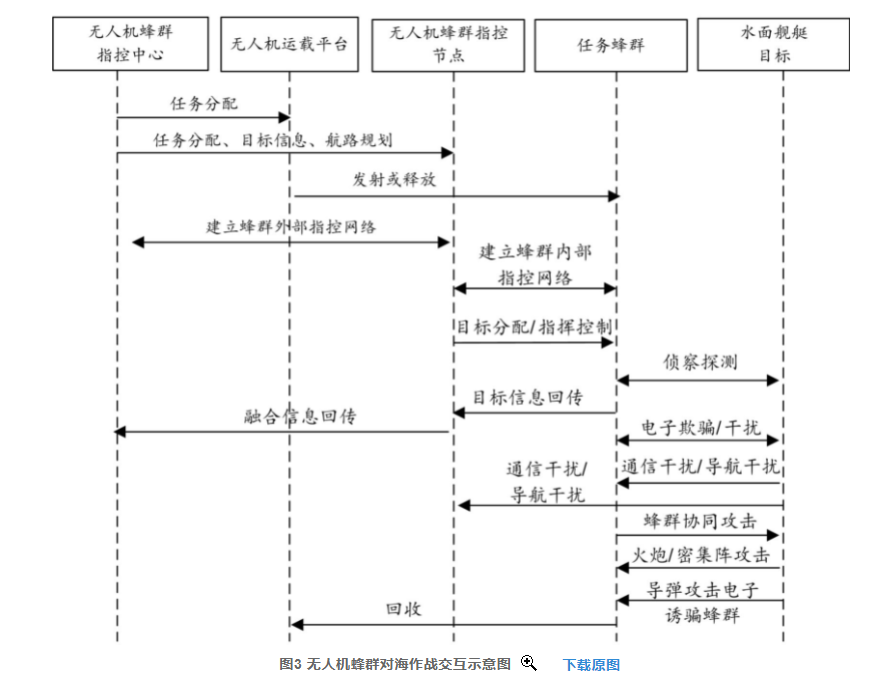 无人机蜂群
指控中心
无人机运载平台
无人机蜂群指控
节点
任务蜂群
水面舰艇
目标
任务分配
任务分配、目标信息、航路规划
发射或释放
建立蜂群外部指控网络
建立蜂群内部
指控网络
目标分配/指挥控制
侦察探测
目标信息回传
融合信息回传
电子欺骗/干扰
通信干扰/导航干扰
通信干扰/
导航干扰
蜂群协同攻击
火炮/密集阵攻击
导弹攻击电子
诱骗蜂群
回收
图3 无人机蜂群对海作战交互示意图
下载原图